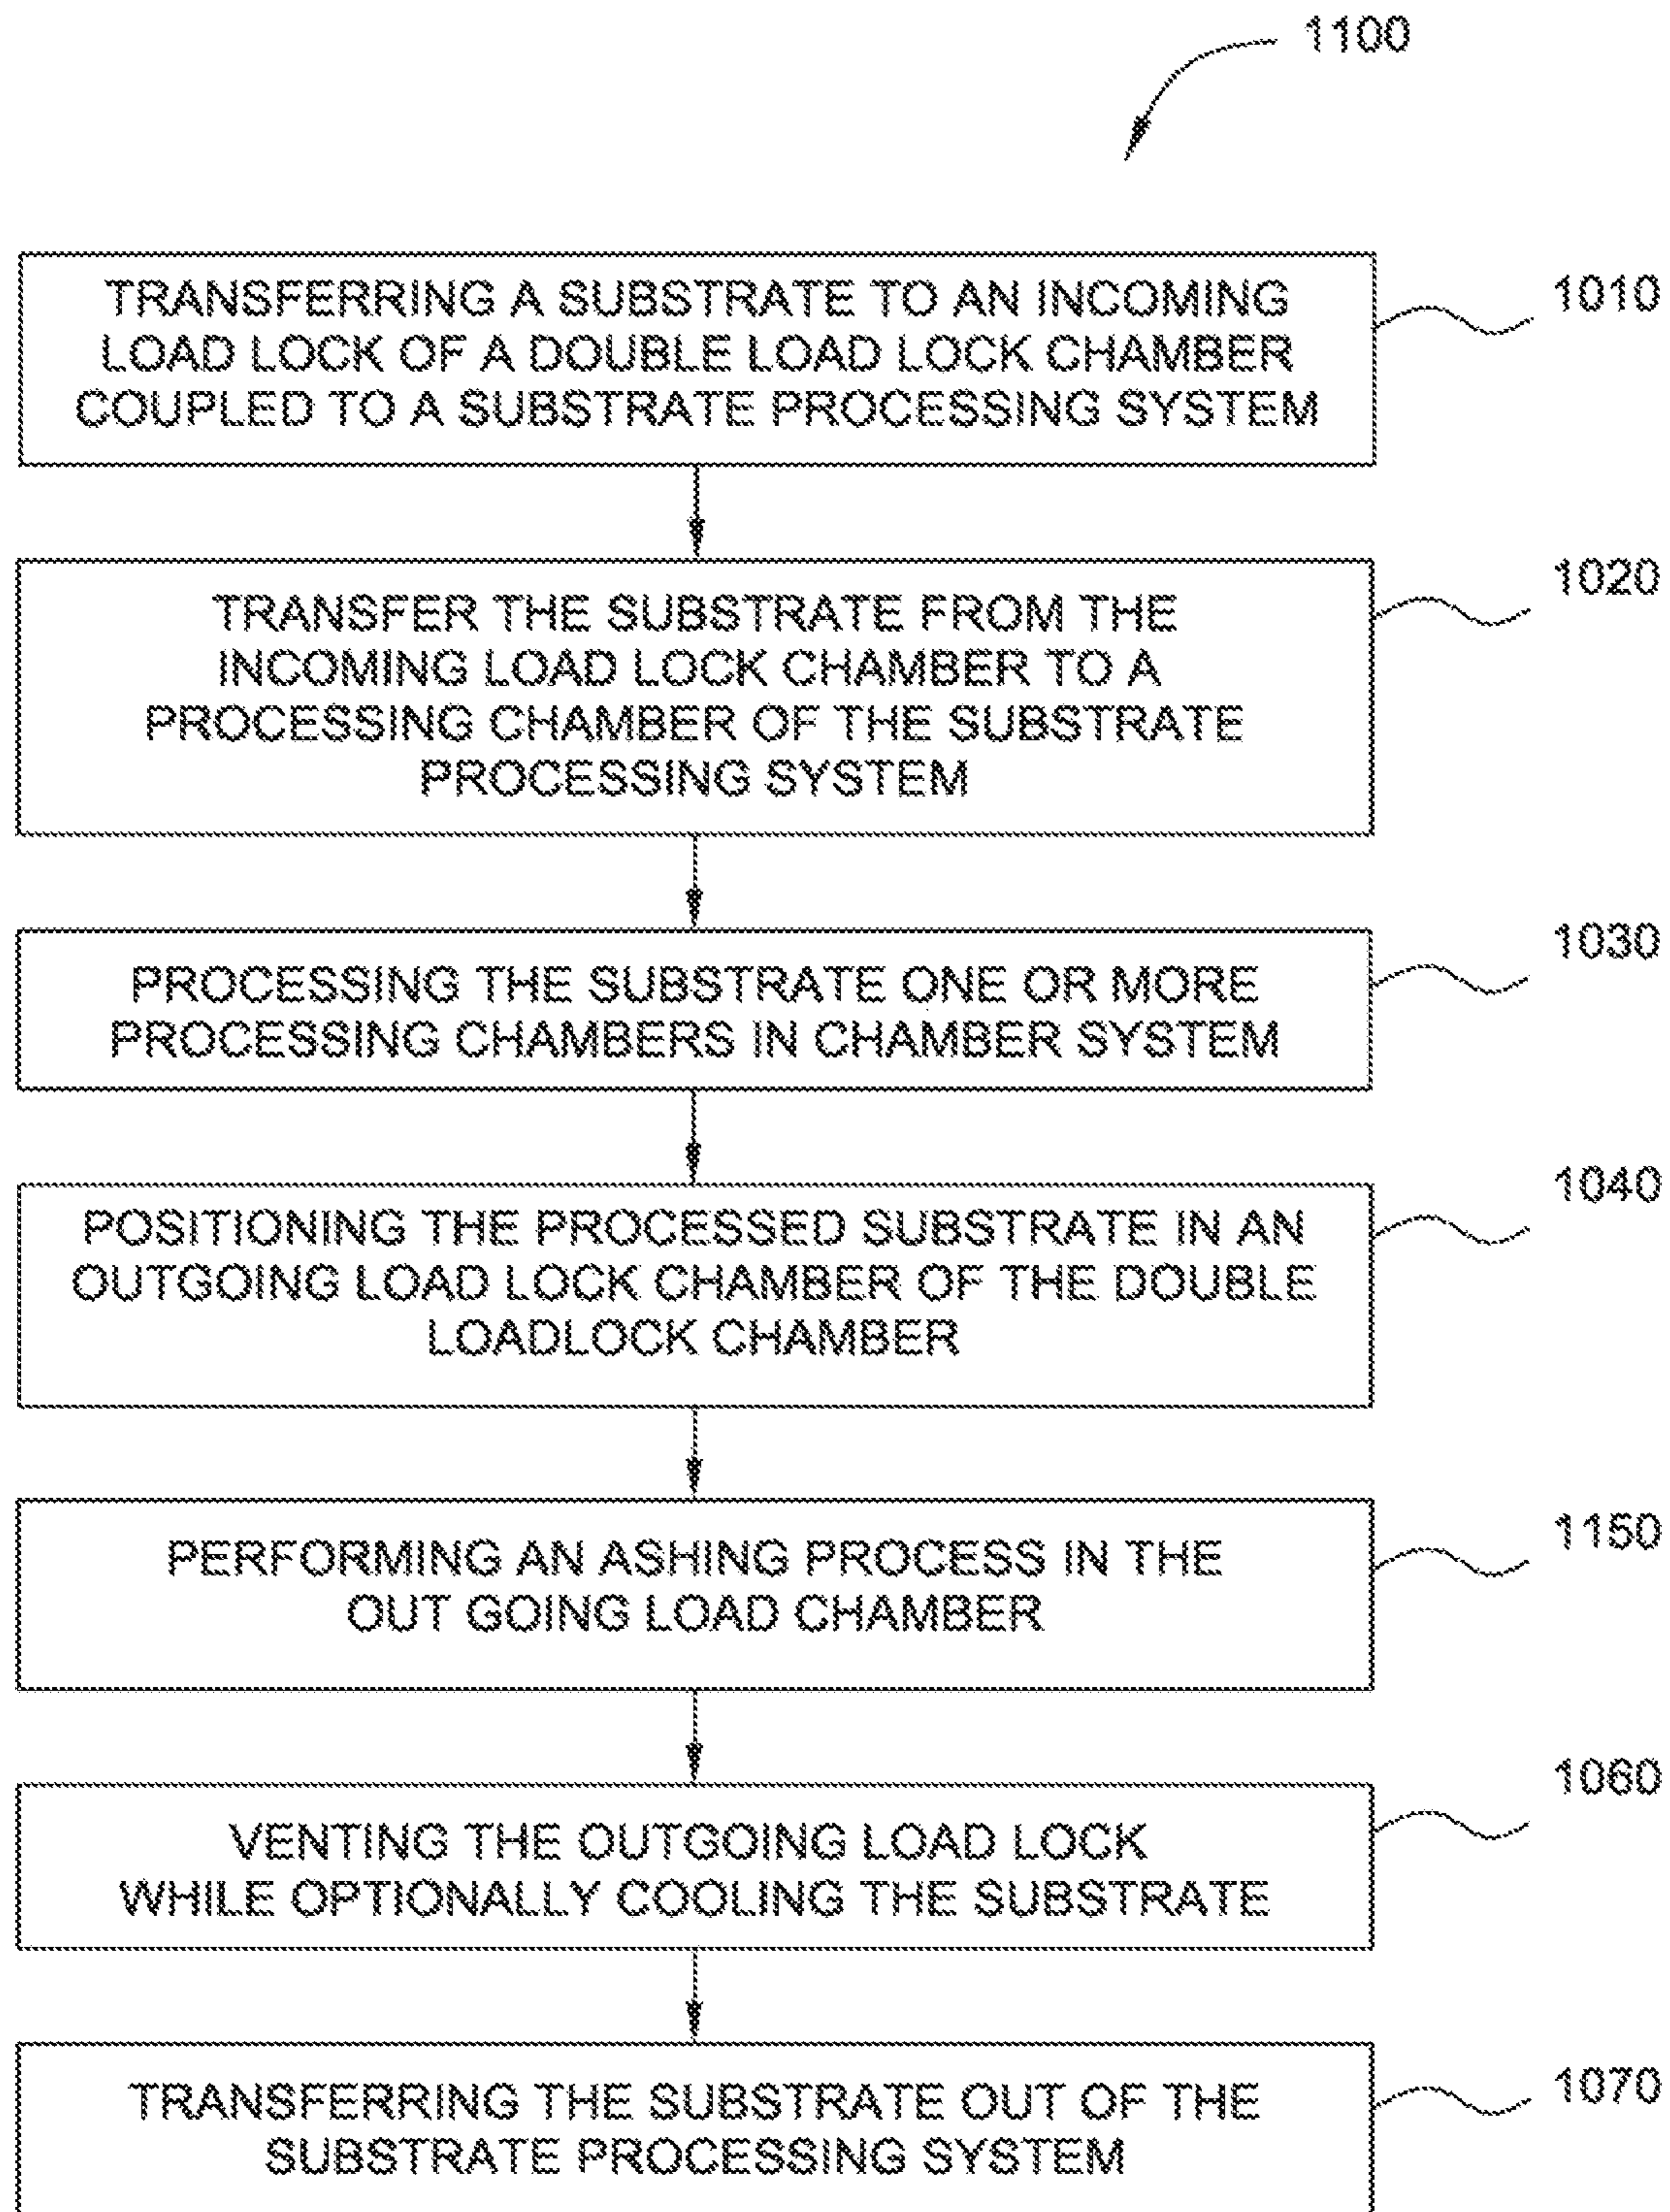 1100
TRANSFERRING A SUBSTRATE TO AN INCOMING
LOAD LOCK OF A DOUBLE LOAD LOCK CHAMBER
COUPLED TO A SUBSTRATE PROCESSING SYSTEM
1010
TRANSFER THE SUBSTRATE FROM THE
INCOMING LOAD LOCK CHAMBER TO A
PROCESSING CHAMBER OF THE SUBSTRATE
PROCESSING SYSTEM
1020
PROCESSING THE SUBSTRATE ONE OR MORE
PROCESSING CHAMBERS IN CHAMBER SYSTEM
1030
POSITIONING THE PROCESSED SUBSTRATE IN AN
OUTGOING LOAD LOCK CHAMBER OF THE DOUBLE
LOADLOCK CHAMBER
1040
PERFORMING AN ASHING PROCESS IN THE
OUT GOING LOAD CHAMBER
1150
VENTING THE OUTGOING LOAD LOCK
WHILE OPTIONALLY COOLING THE SUBSTRATE
1060
TRANSFERRING THE SUBSTRATE OUT OF THE
SUBSTRATE PROCESSING SYSTEM
1070